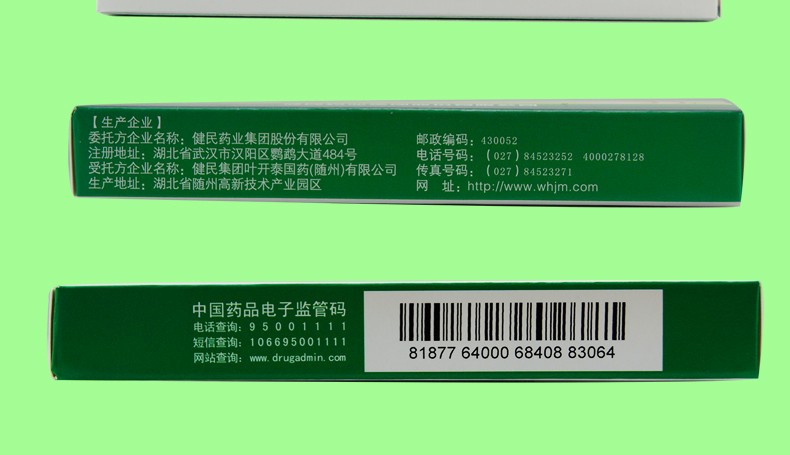 【生产企业】
委托方企业名称：健民药业集团股份有限公司
注册地址：湖北省武汉市汉阳区鹦鹉大道484号
受托方企业名称：健民集团叶开泰国药(随州)有限公司
生产地址：湖北省随州高新技术产业园区
邮政编码：430052
电话号码：(027) 84523252 4000278128
传真号码：(027) 84523271
网 址：http://www.whjm.com
中国药品电子监管码
电话查询：95001111
短信查询：106695001111
网站查询：www.drugadmin.com
81877 64000 68408 83064